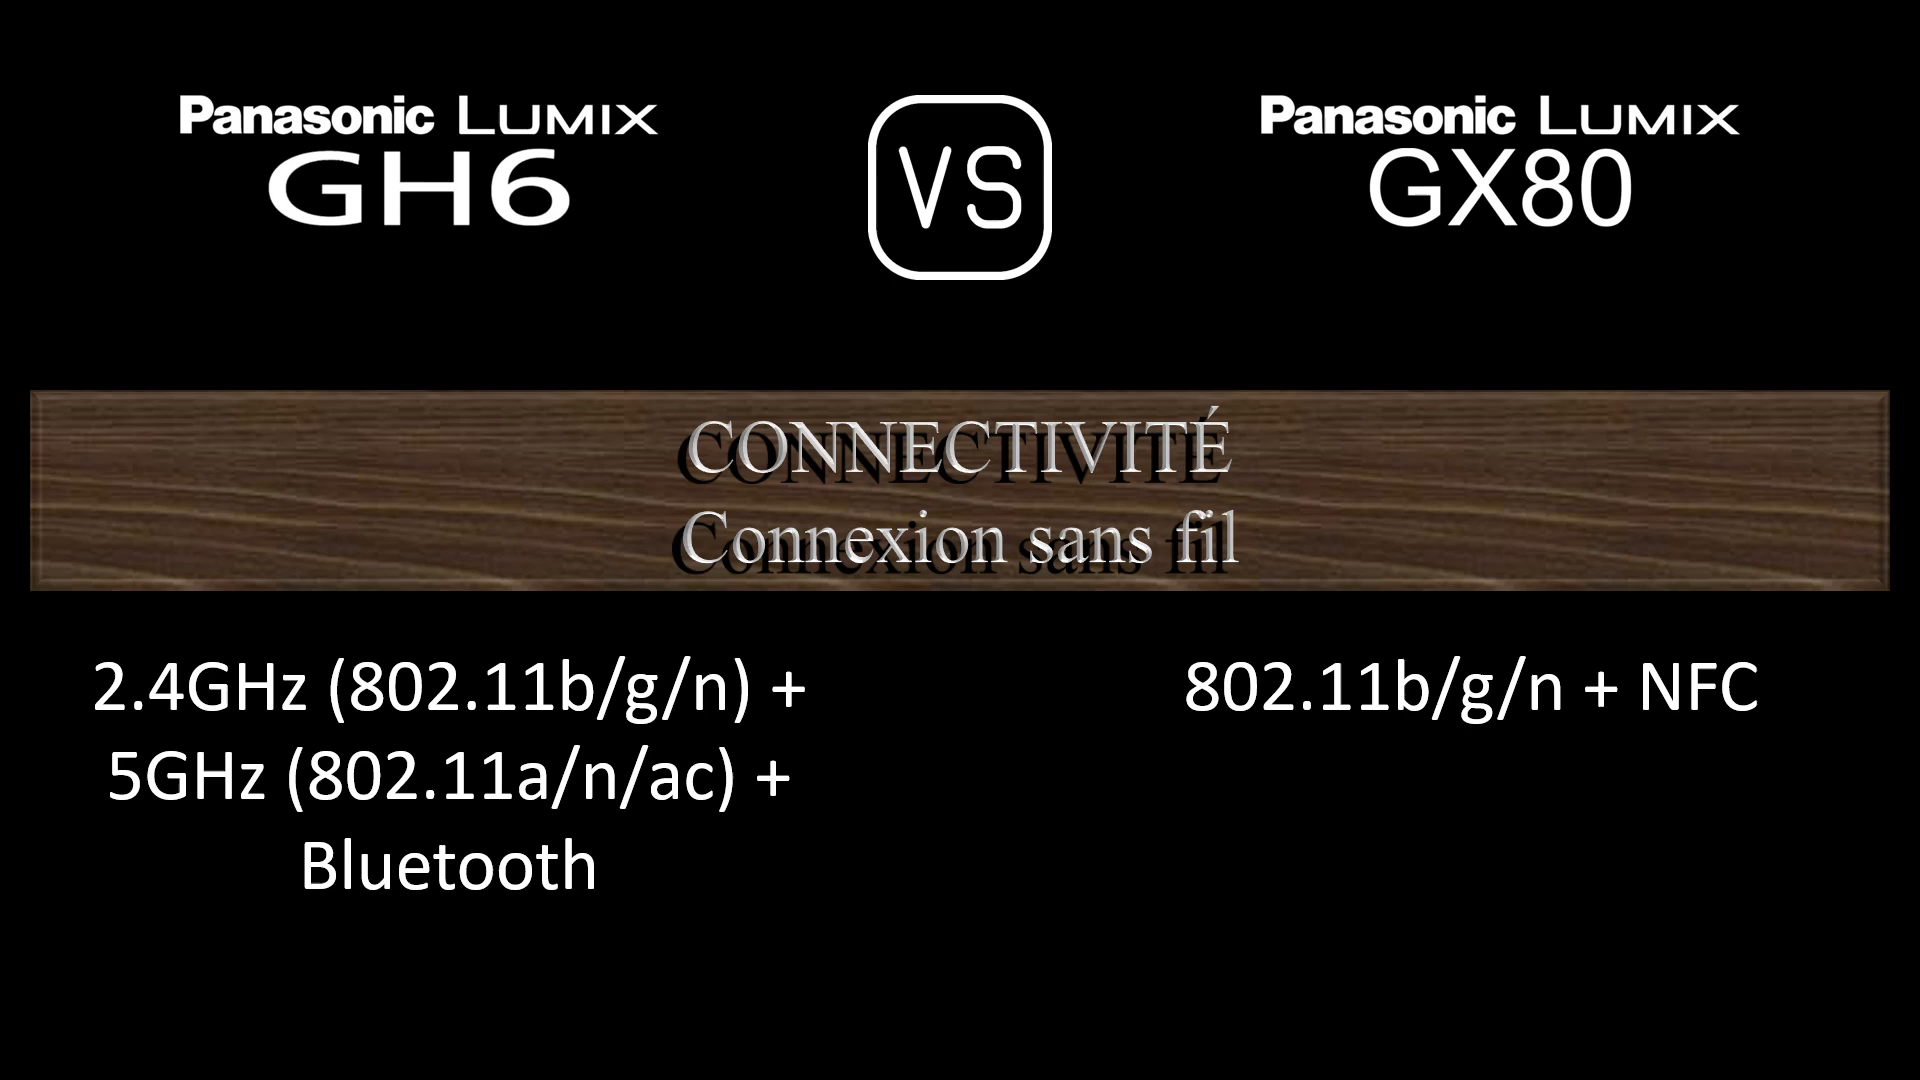 Panasonic LUMIX
GH6
VS
Panasonic LUMIX
GX80
CONNECTIVITÉ
Connexion sans fil
2.4GHz (802.11b/g/n) +
5GHz (802.11a/n/ac) +
Bluetooth
802.11b/g/n + NFC